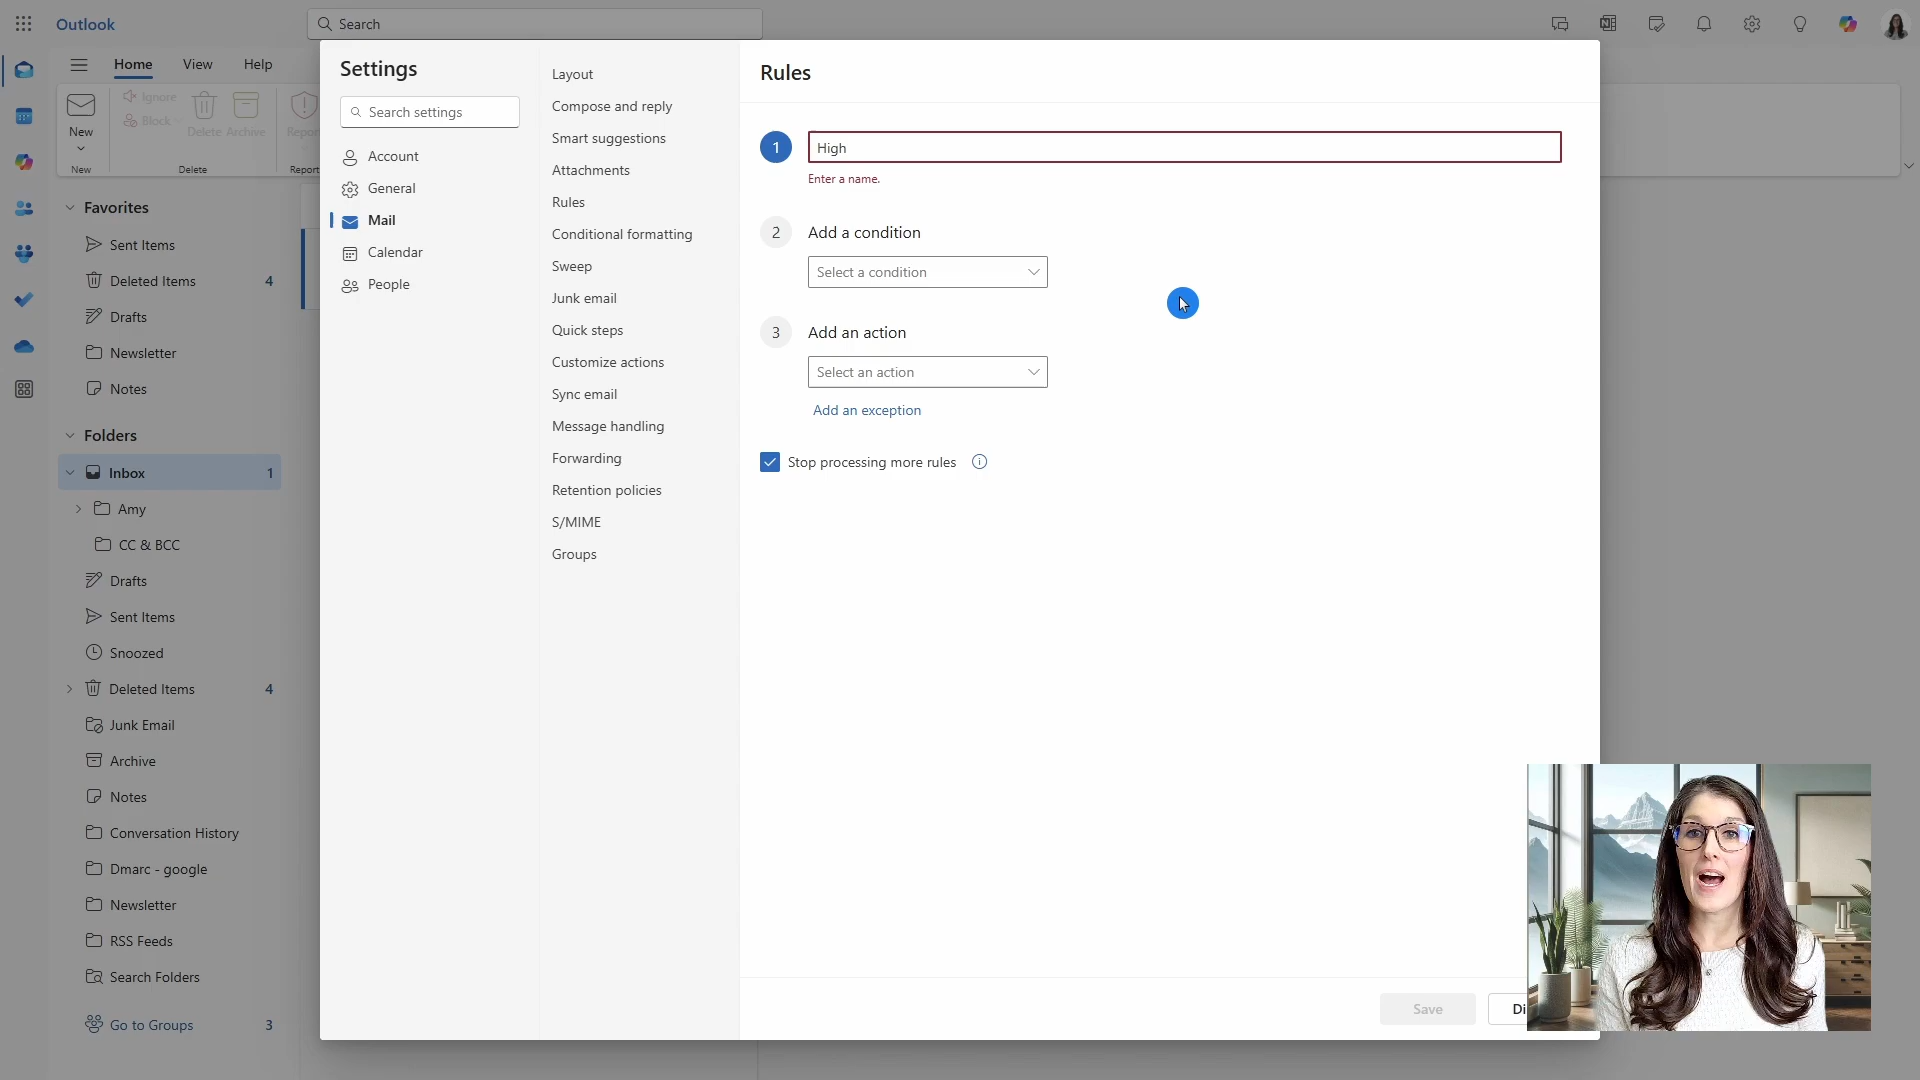 Outlook
Search
Home
View
Help
New
New
Ignore
Block
Delete
Archive
Delete
Report
Report
Favorites
Sent Items
Deleted Items 4
Drafts
Newsletter
Notes
Folders
Inbox 1
Amy
CC & BCC
Drafts
Sent Items
Snoozed
Deleted Items 4
Junk Email
Archive
Notes
Conversation History
Dmarc - google
Newsletter
RSS Feeds
Search Folders
Go to Groups 3
Settings
Search settings
Account
General
Mail
Calendar
People
Layout
Compose and reply
Smart suggestions
Attachments
Rules
Conditional formatting
Sweep
Junk email
Quick steps
Customize actions
Sync email
Message handling
Forwarding
Retention policies
S/MIME
Groups
Rules
1 High
Enter a name.
2 Add a condition
Select a condition
3 Add an action
Select an action
Add an exception
Stop processing more rules
Save
Di